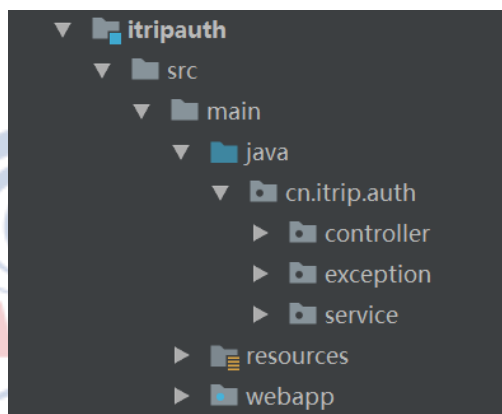 itripauth
src
main
java
cn.itrip.auth
controller
exception
service
resources
webapp